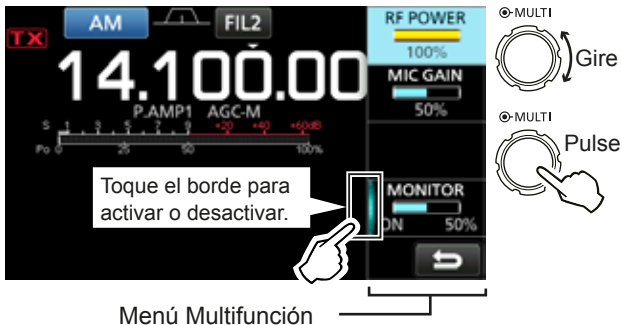 AM FIL2
TX
14.100.00
P.AMP1 AGC-M
S 1 3 5 7 9 +20 +40 +60dB
Po 0 25 50 100%
RF POWER
100%
MIC GAIN
50%
MONITOR
ON 50%
Toque el borde para
activar o desactivar.
Menú Multifunción
MULTI
Gire
MULTI
Pulse